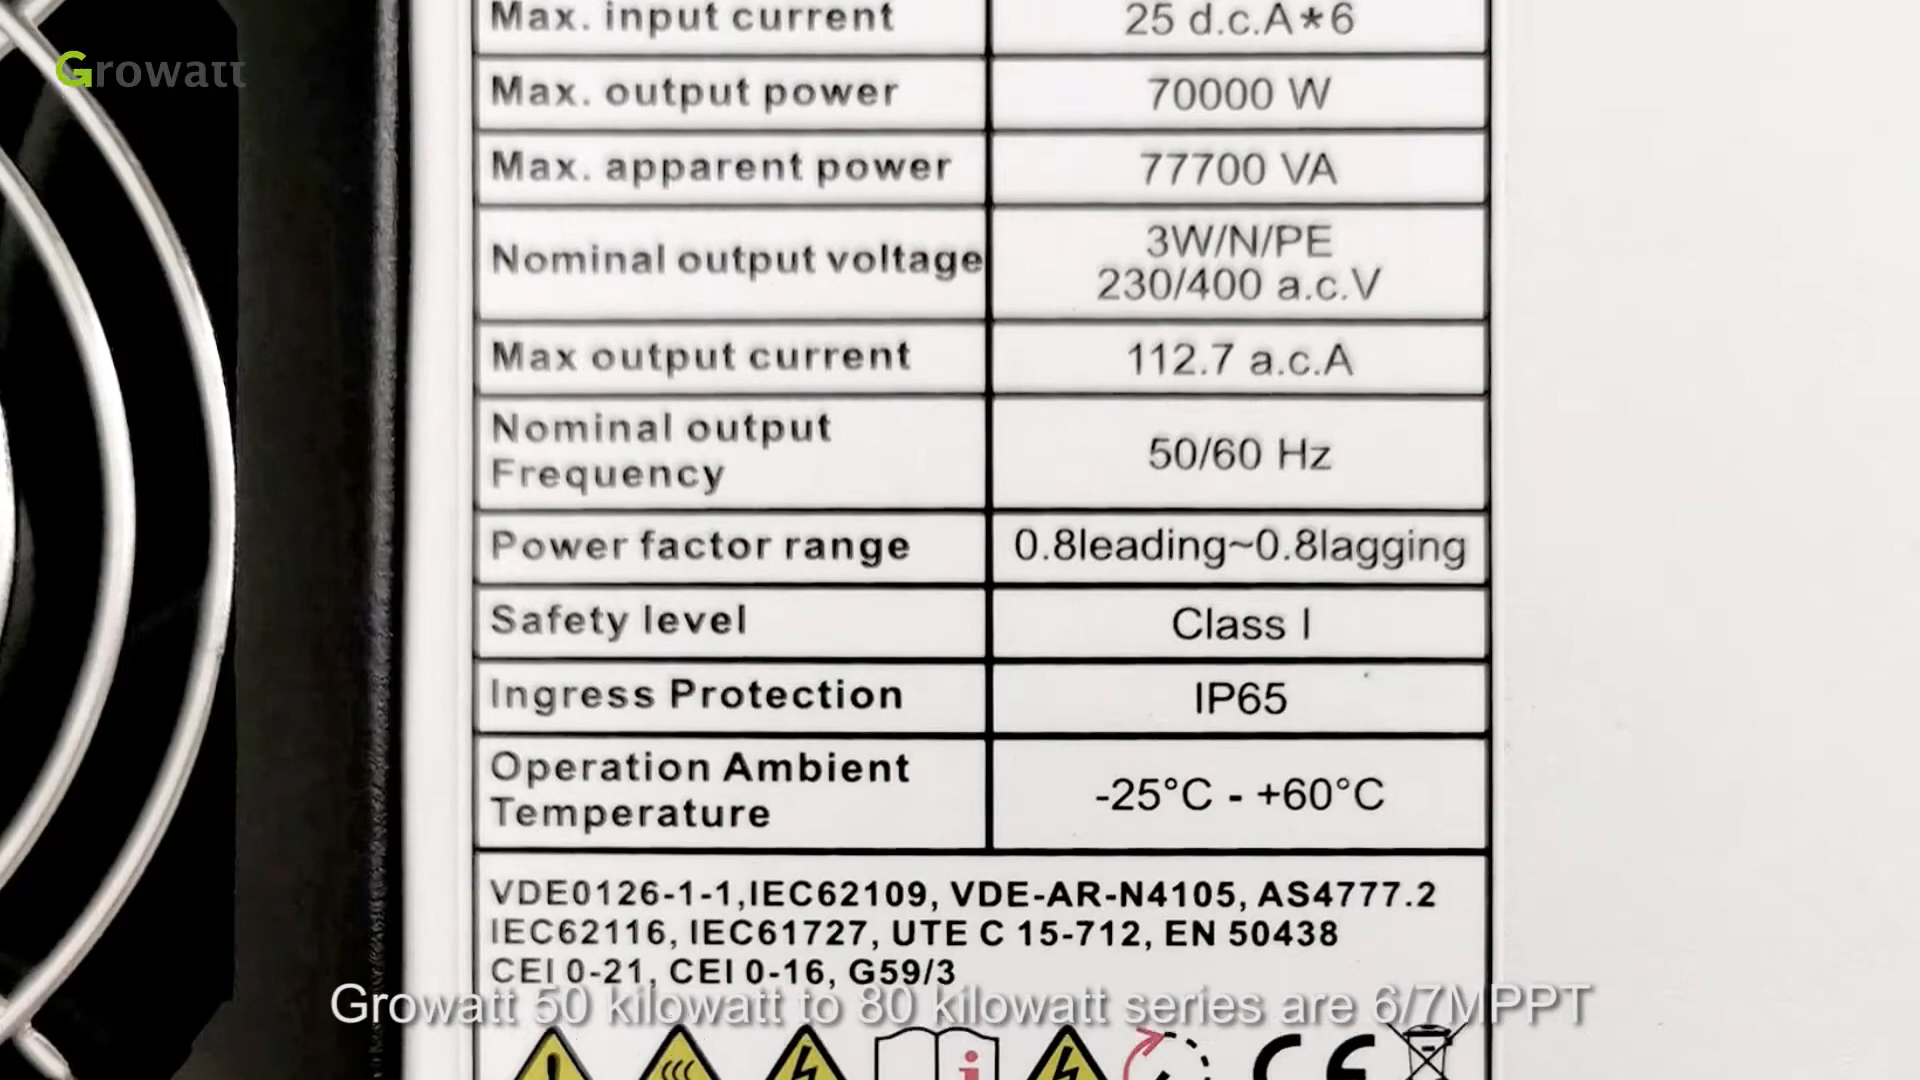 Growatt
Max. input current 25 d.c.A*6
Max. output power 70000 W
Max. apparent power 77700 VA
Nominal output voltage 3W/N/PE
230/400 a.c.V
Max output current 112.7 a.c.A
Nominal output
Frequency 50/60 Hz
Power factor range 0.8leading~0.8lagging
Safety level Class I
Ingress Protection IP65
Operation Ambient
Temperature -25°C - +60°C
VDE0126-1-1,IEC62109, VDE-AR-N4105, AS4777.2
IEC62116, IEC61727, UTE C 15-712, EN 50438
CEI 0-21, CEI 0-16, G59/3
Growatt 50 kilowatt to 80 kilowatt series are 6/7MPPT
i
CE